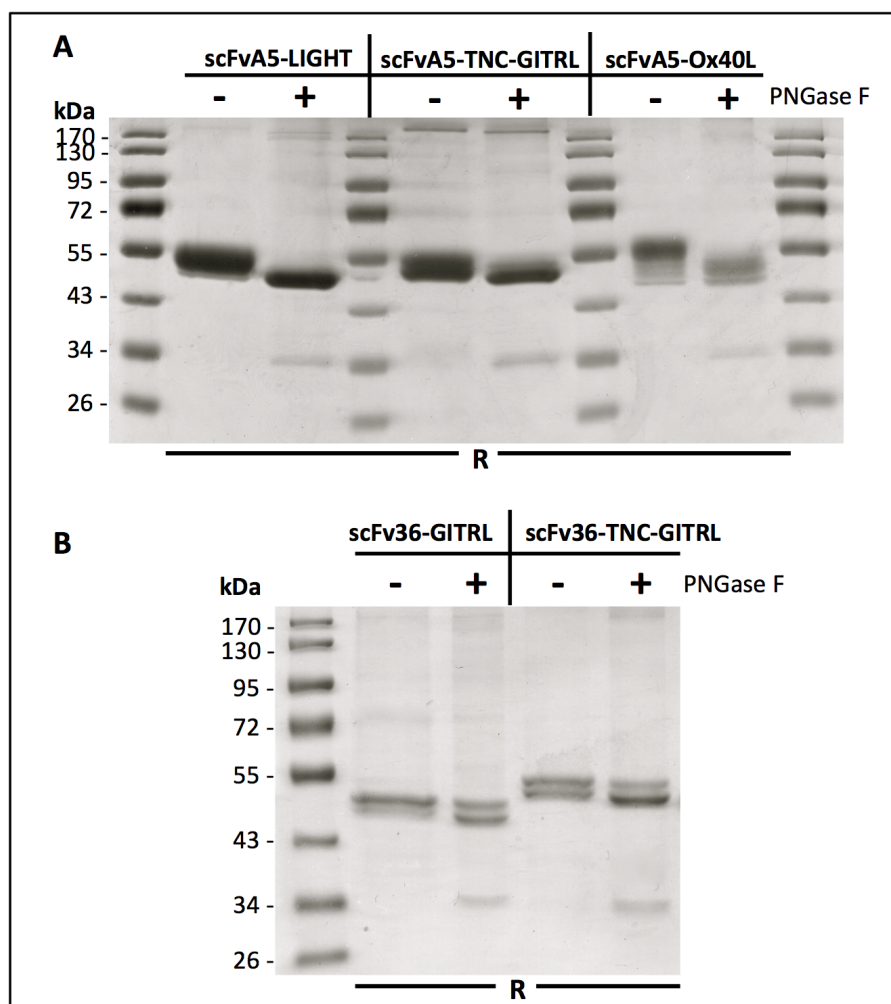 A
scFvA5-LIGHT scFvA5-TNC-GITRL scFvA5-Ox40L
- + - + - + PNGase F
kDa
170 -
130 -
95 -
72 -
55 -
43 -
34 -
26 -
R
B
scFv36-GITRL scFv36-TNC-GITRL
kDa - + - + PNGase F
170 -
130 -
95 -
72 -
55 -
43 -
34 -
26 -
R